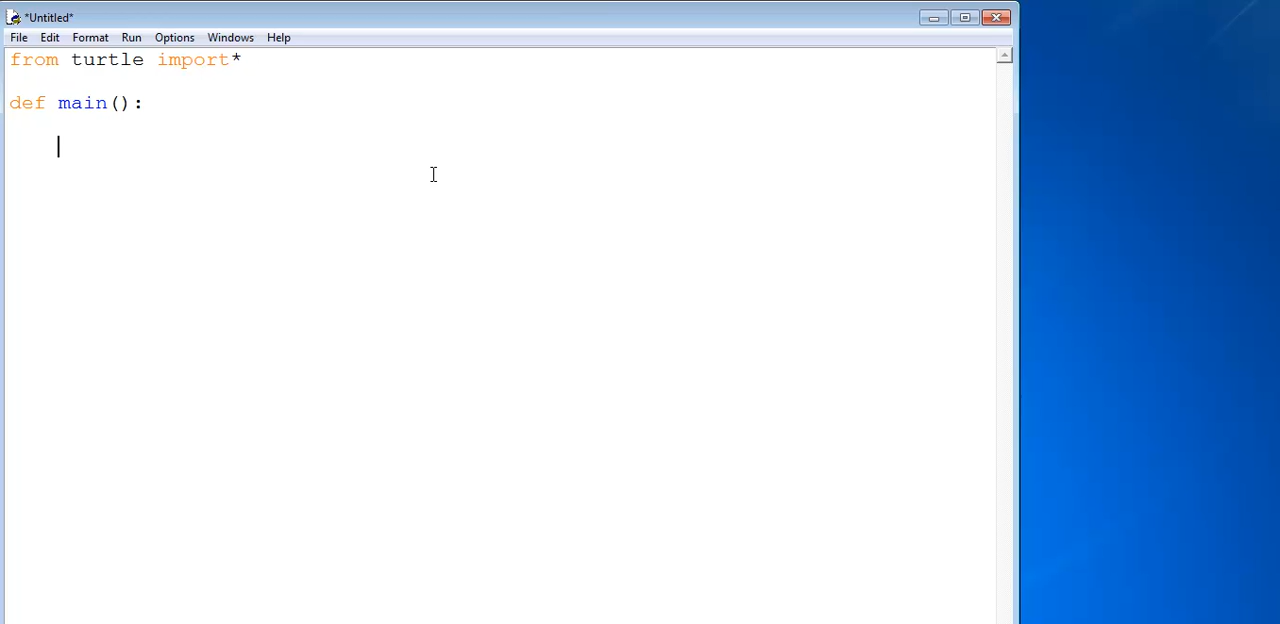 *Untitled*
File Edit Format Run Options Windows Help
from turtle import*
def main():